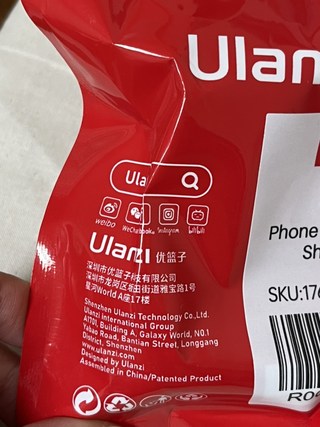 Ulan
Ula
weibo WeChat Instagram bilibili
Ulanzi 优篮子
深圳市优篮子科技有限公司
深圳市龙岗区坂田街道雅宝路1号
星河World A座17楼
Shenzhen Ulanzi Technology Co.,Ltd.
Ulanzi International Group
A1701, Building A, Galaxy World, NO.1
Yabao Road, Bantian Street, Longgang
District, Shenzhen
www.ulanzi.com
Designed by Ulanzi
Assembled in China/Patented Product
Phone
Sh
SKU:176
R04